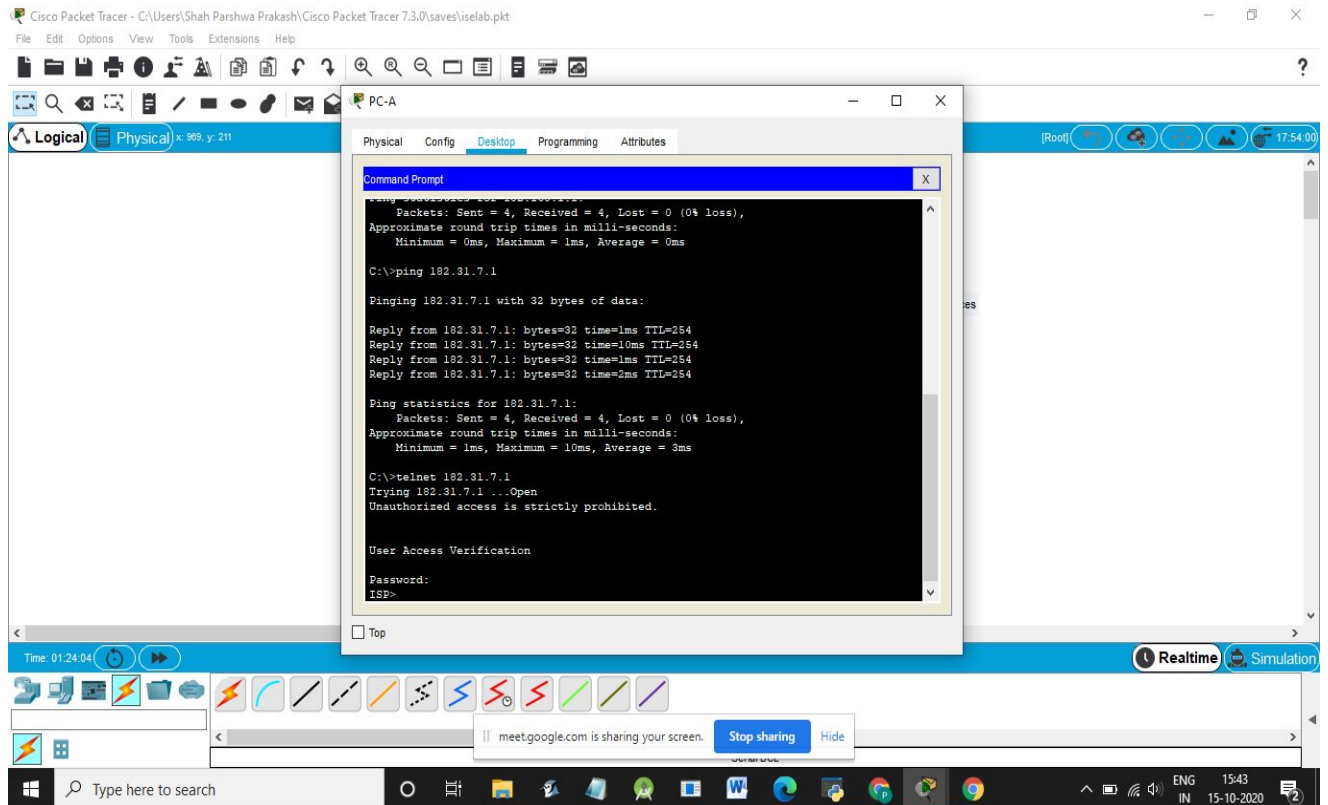 Cisco Packet Tracer - C:\Users\Shah Parshwa Prakash\Cisco Packet Tracer 7.3.0\saves\iselab.pkt
File Edit Options View Tools Extensions Help
?
PC-A
Logical Physical x: 969, y: 211
[Root] 17:54:00
Physical Config Desktop Programming Attributes
Command Prompt X
Packets: Sent = 4, Received = 4, Lost = 0 (0% loss),
Approximate round trip times in milli-seconds:
Minimum = 0ms, Maximum = 1ms, Average = 0ms
C:\>ping 182.31.7.1
Pinging 182.31.7.1 with 32 bytes of data:
Reply from 182.31.7.1: bytes=32 time=1ms TTL=254
Reply from 182.31.7.1: bytes=32 time=10ms TTL=254
Reply from 182.31.7.1: bytes=32 time=1ms TTL=254
Reply from 182.31.7.1: bytes=32 time=2ms TTL=254
Ping statistics for 182.31.7.1:
Packets: Sent = 4, Received = 4, Lost = 0 (0% loss),
Approximate round trip times in milli-seconds:
Minimum = 1ms, Maximum = 10ms, Average = 3ms
C:\>telnet 182.31.7.1
Trying 182.31.7.1 ...Open
Unauthorized access is strictly prohibited.
User Access Verification
Password:
ISP>
Top
Time: 01:24:04
Realtime Simulation
meet.google.com is sharing your screen. Stop sharing Hide
Type here to search
ENG 15:43
IN 15-10-2020
2